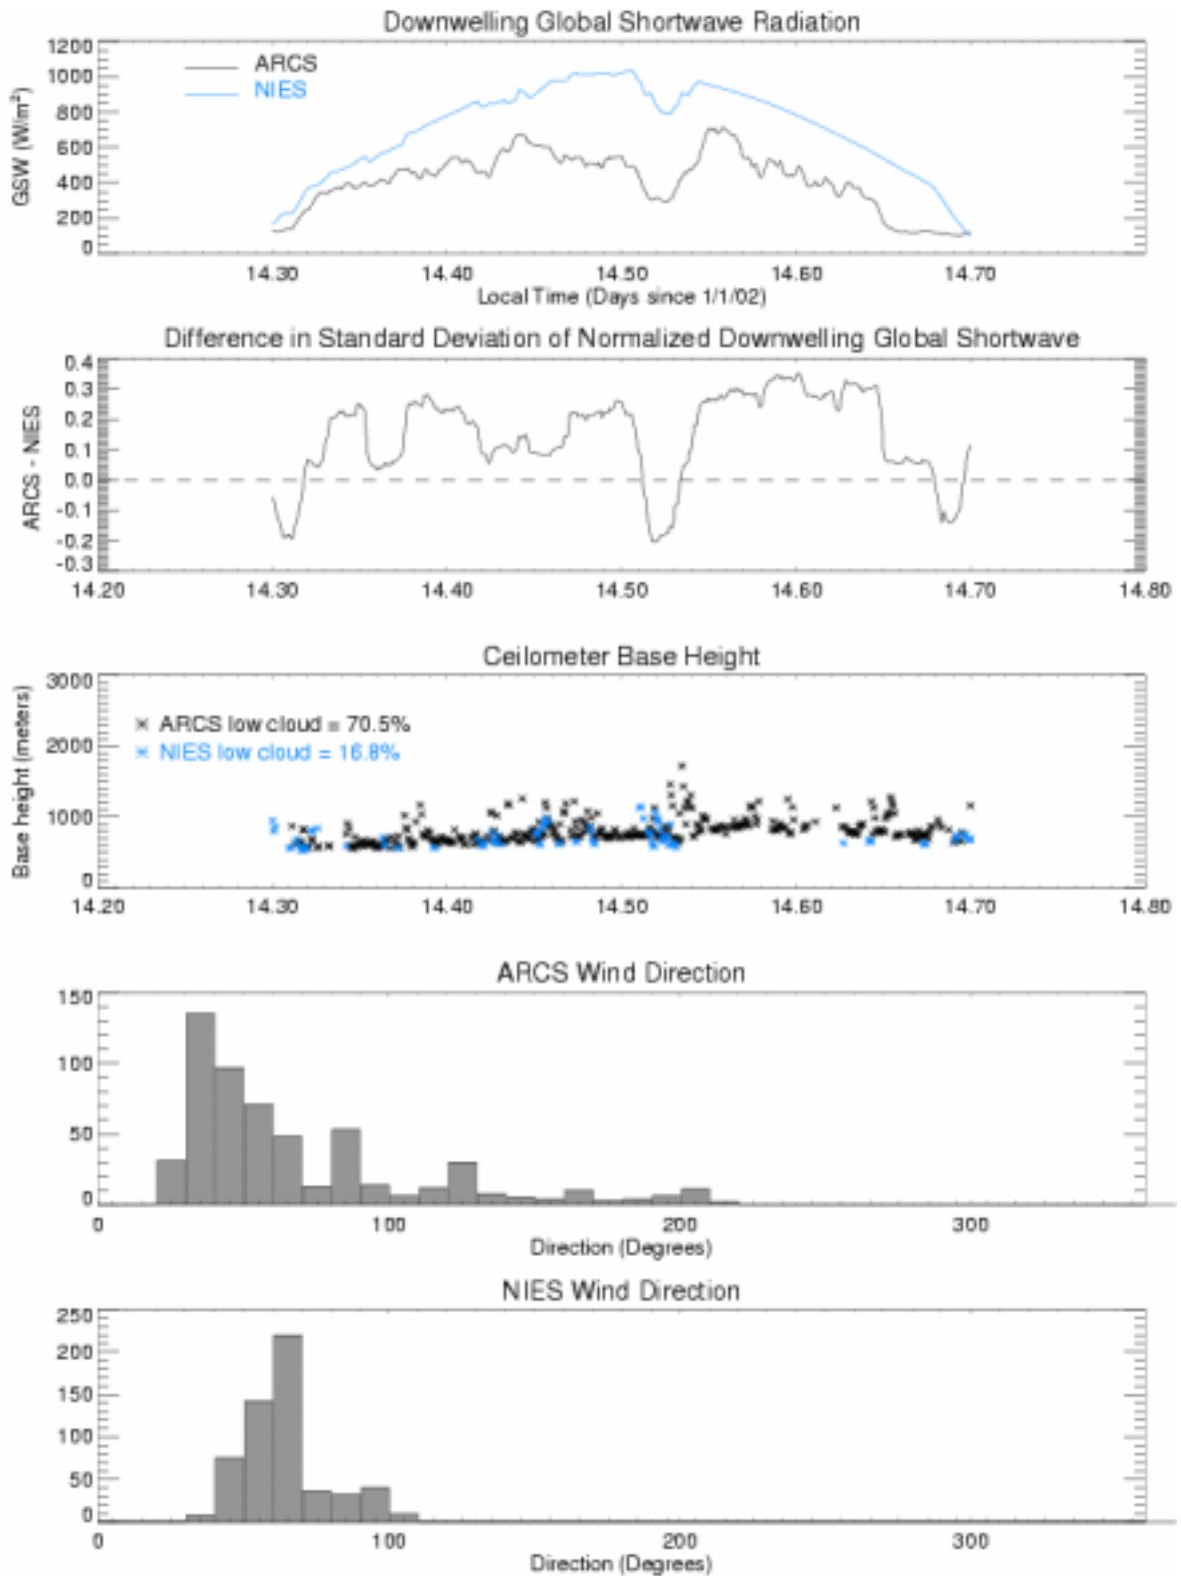 Downwelling Global Shortwave Radiation
1200
1000
800
600
400
200
0
GSW (W/m²)
ARCS
NIES
14.30 14.40 14.50 14.60 14.70
Local Time (Days since 1/1/02)
Difference in Standard Deviation of Normalized Downwelling Global Shortwave
0.4
0.3
0.2
0.1
0.0
-0.1
-0.2
-0.3
ARCS - NIES
14.20 14.30 14.40 14.50 14.60 14.70 14.80
Ceilometer Base Height
3000
2000
1000
0
Base height (meters)
ARCS low cloud = 70.5%
NIES low cloud = 16.8%
14.20 14.30 14.40 14.50 14.60 14.70 14.80
ARCS Wind Direction
150
100
50
0
0 100 200 300
Direction (Degrees)
NIES Wind Direction
250
200
150
100
50
0
0 100 200 300
Direction (Degrees)